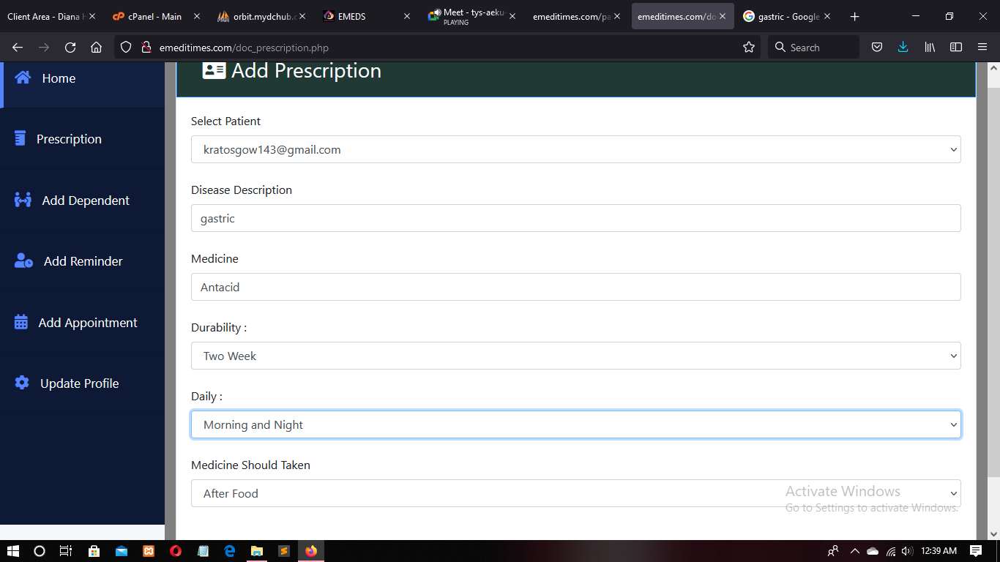 Client Area - Diana H
cPanel - Main
orbit.mydchub.c
EMEDS
Meet - tys-aeku-
PLAYING
emeditimes.com/pa
emeditimes.com/do
gastric - Google
emeditimes.com/doc_prescription.php
Search
Home
Prescription
Add Dependent
Add Reminder
Add Appointment
Update Profile
Add Prescription
Select Patient
kratosgow143@gmail.com
Disease Description
gastric
Medicine
Antacid
Durability :
Two Week
Daily :
Morning and Night
Medicine Should Taken
After Food
Activate Windows
Go to Settings to activate Windows.
12:39 AM